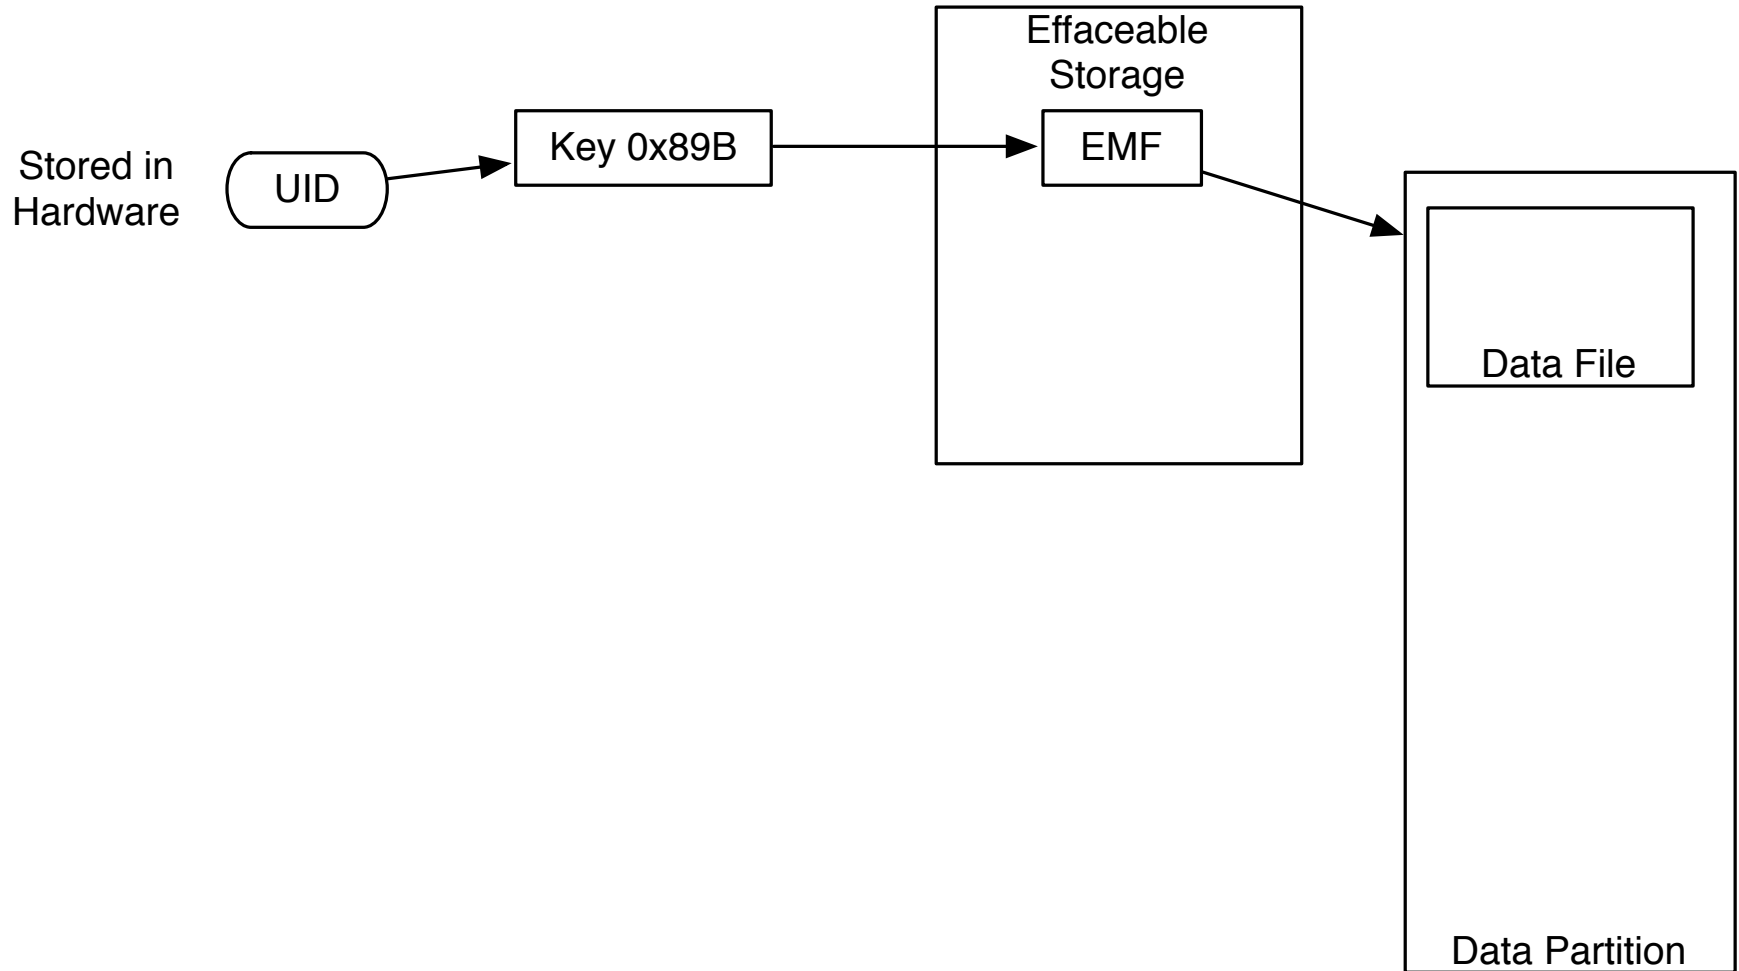 Effaceable
Storage
Stored in
Hardware
UID
Key 0x89B
EMF
Data File
Data Partition